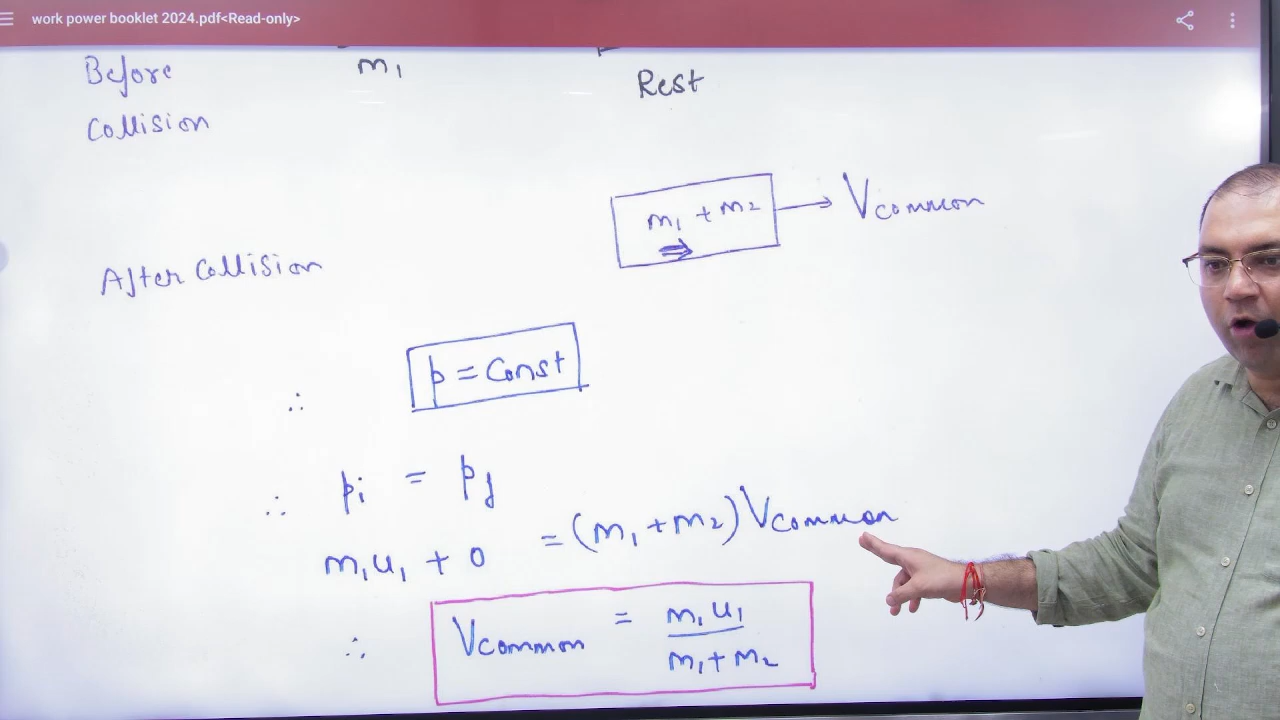 work power booklet 2024.pdf<Read-only>
Before m₁
Rest
Collision
m₁ + m₂ → Vcommon
After Collision
∴ p = Const
∴ pi = pf
m₁u₁ + 0 = (m₁ + m₂) Vcommon
∴ Vcommon = m₁u₁ / m₁ + m₂